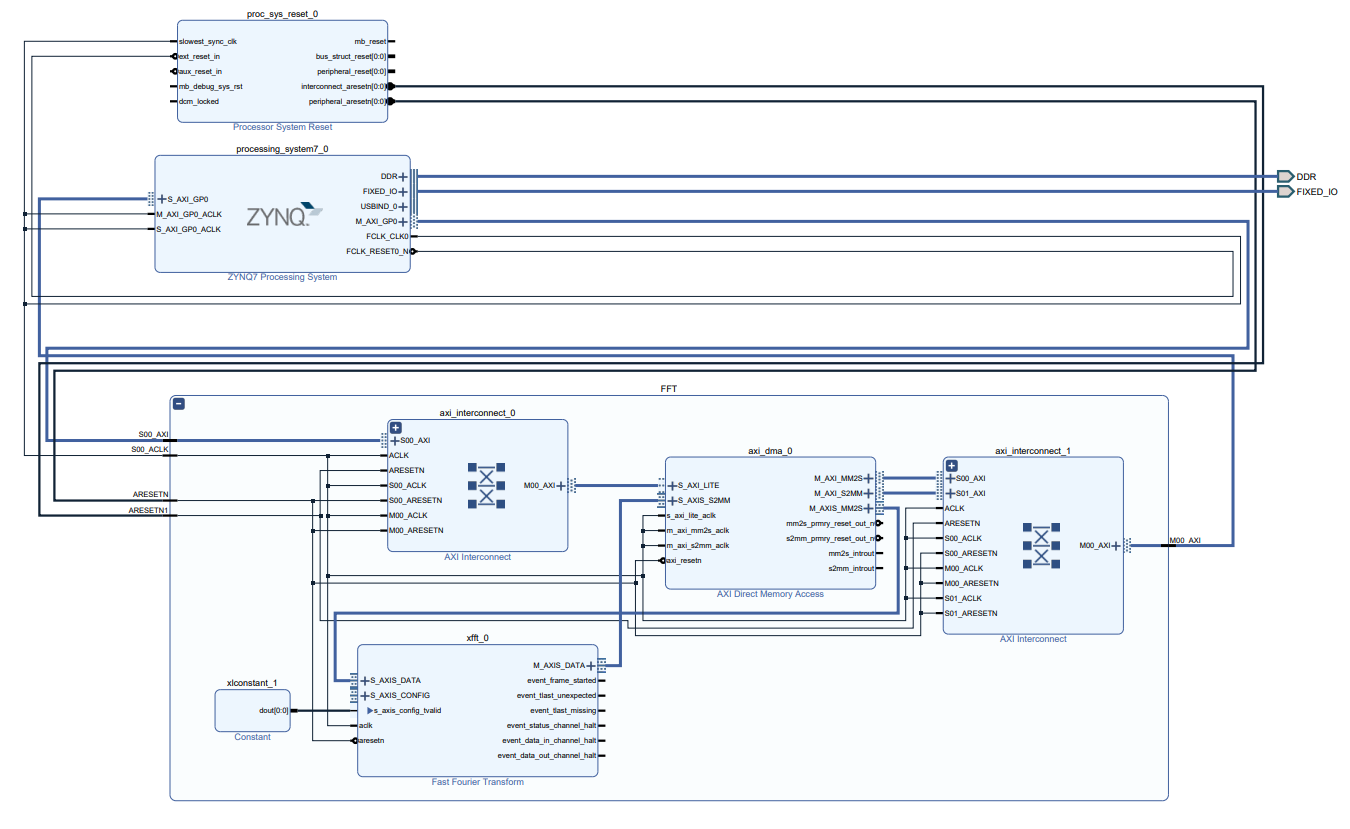 proc_sys_reset_0
slowest_sync_clk
ext_reset_in
aux_reset_in
mb_debug_sys_rst
dcm_locked
mb_reset
bus_struct_reset[0:0]
peripheral_reset[0:0]
interconnect_aresetn[0:0]
peripheral_aresetn[0:0]
Processor System Reset
processing_system7_0
S_AXI_GP0
M_AXI_GP0_ACLK
S_AXI_GP0_ACLK
ZYNQ
DDR
FIXED_IO
USBIND_0
M_AXI_GP0
FCLK_CLK0
FCLK_RESET0_N
ZYNQ7 Processing System
DDR
FIXED_IO
FFT
S00_AXI
S00_ACLK
ARESETN
ARESETN1
axi_interconnect_0
S00_AXI
ACLK
ARESETN
S00_ACLK
S00_ARESETN
M00_ACLK
M00_ARESETN
M00_AXI
AXI Interconnect
axi_dma_0
S_AXI_LITE
S_AXIS_S2MM
s_axi_lite_aclk
m_axi_mm2s_aclk
m_axi_s2mm_aclk
axi_resetn
M_AXI_MM2S
M_AXI_S2MM
M_AXIS_MM2S
mm2s_prmry_reset_out_n
s2mm_prmry_reset_out_n
mm2s_introut
s2mm_introut
AXI Direct Memory Access
axi_interconnect_1
S00_AXI
S01_AXI
ACLK
ARESETN
S00_ACLK
S00_ARESETN
M00_ACLK
M00_ARESETN
S01_ACLK
S01_ARESETN
M00_AXI
AXI Interconnect
M00_AXI
xlconstant_1
dout[0:0]
Constant
xfft_0
S_AXIS_DATA
S_AXIS_CONFIG
s_axis_config_tvalid
aclk
aresetn
M_AXIS_DATA
event_frame_started
event_tlast_unexpected
event_tlast_missing
event_status_channel_halt
event_data_in_channel_halt
event_data_out_channel_halt
Fast Fourier Transform